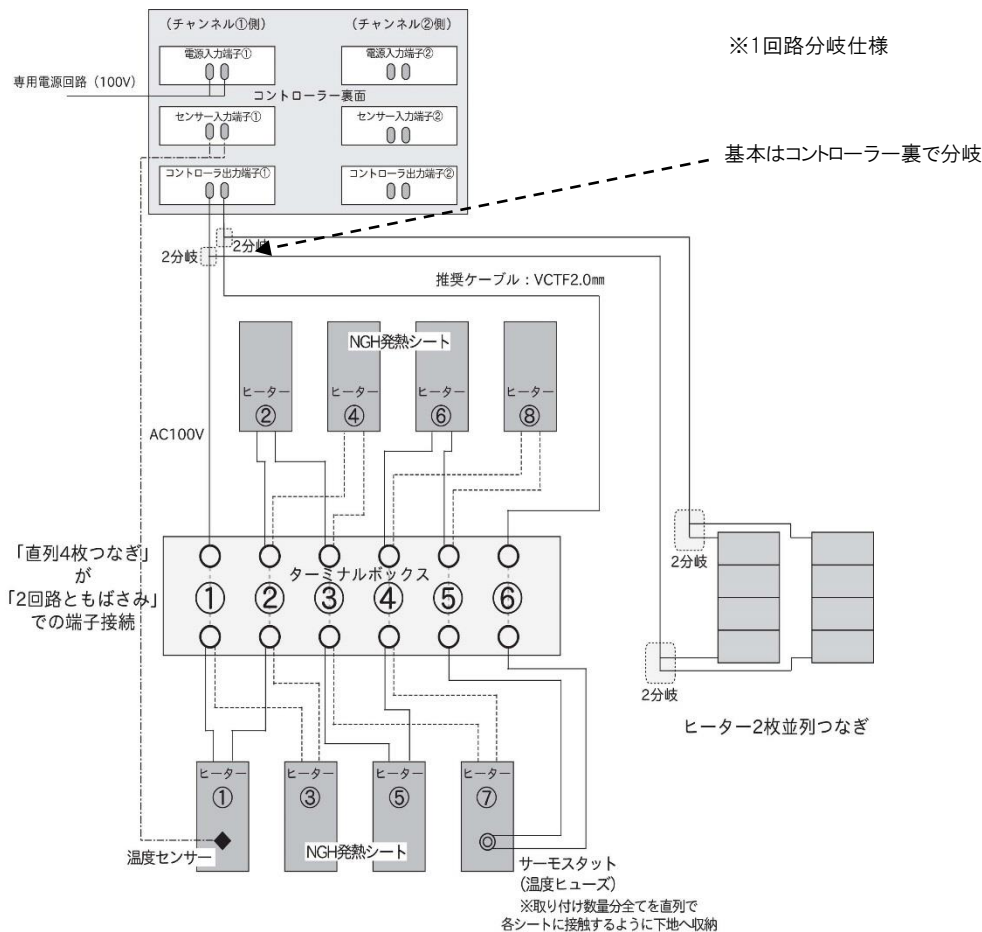 （チャンネル①側）
（チャンネル②側）
※1回路分岐仕様
電源入力端子①
電源入力端子②
専用電源回路（100V）
コントローラー裏面
センサー入力端子①
センサー入力端子②
基本はコントローラー裏で分岐
コントローラ出力端子①
コントローラ出力端子②
2分岐
2分岐
推奨ケーブル：VCTF2.0㎜
NGH発熱シート
ヒーター
②
ヒーター
④
ヒーター
⑥
ヒーター
⑧
AC100V
「直列4枚つなぎ」
が
「2回路ともばさみ」
での端子接続
ターミナルボックス
① ② ③ ④ ⑤ ⑥
2分岐
2分岐
ヒーター2枚並列つなぎ
ヒーター
①
ヒーター
③
ヒーター
⑤
ヒーター
⑦
温度センサー
NGH発熱シート
サーモスタット
（温度ヒューズ）
※取り付け数量分全てを直列で
各シートに接触するように下地へ収納